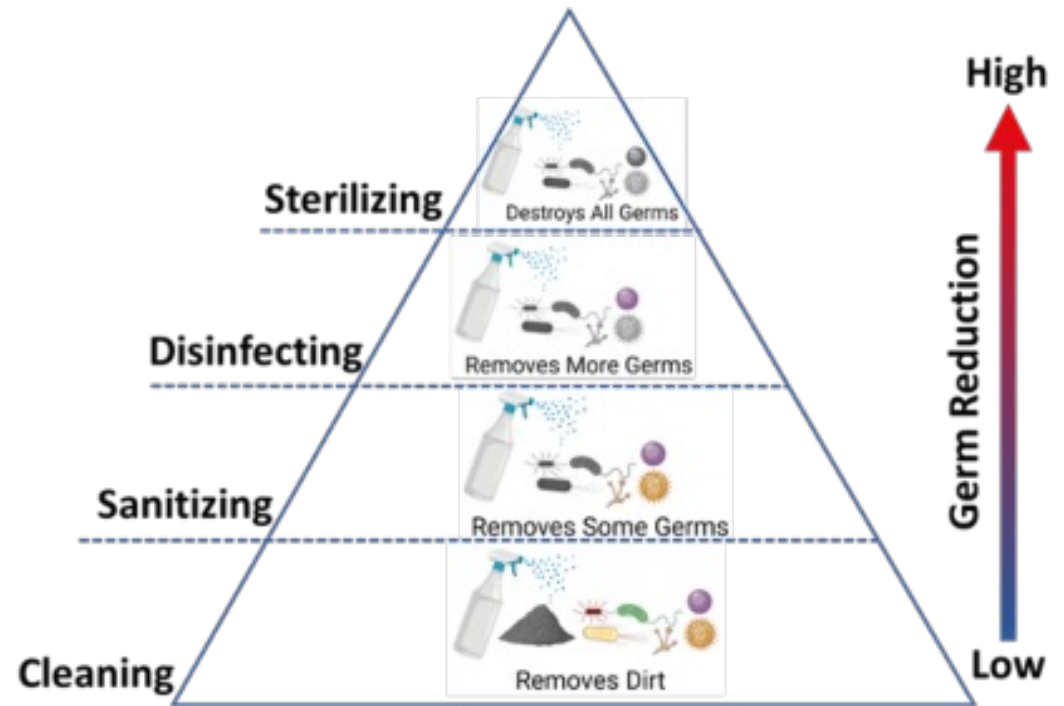 High
Sterilizing
Destroys All Germs
Disinfecting
Removes More Germs
Germ Reduction
Sanitizing
Removes Some Germs
Cleaning
Removes Dirt
Low